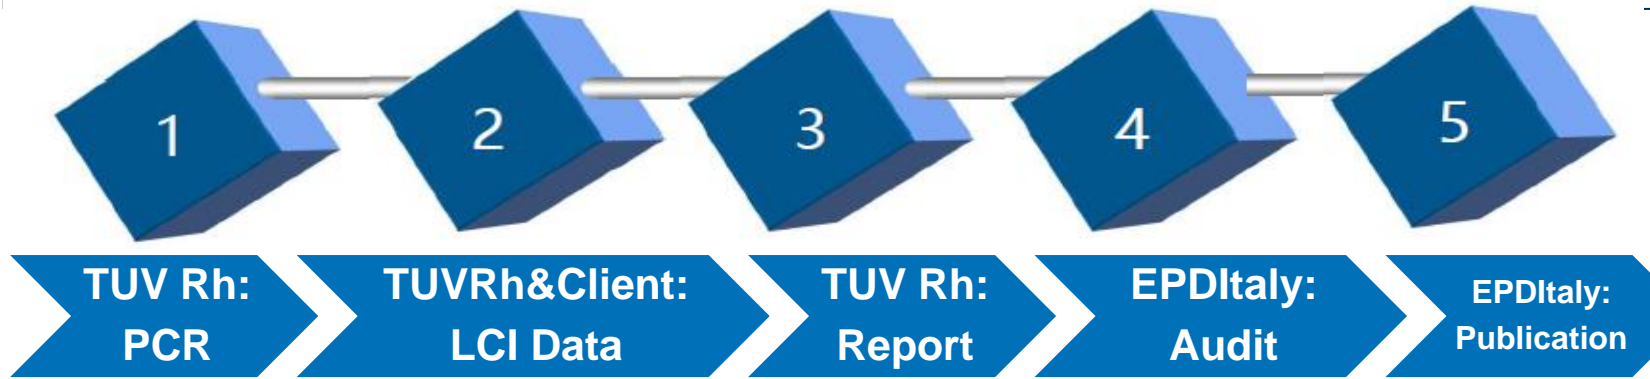 1
2
3
4
5
TUV Rh:
PCR
TUVRh&Client:
LCI Data
TUV Rh:
Report
EPDItaly:
Audit
EPDItaly:
Publication